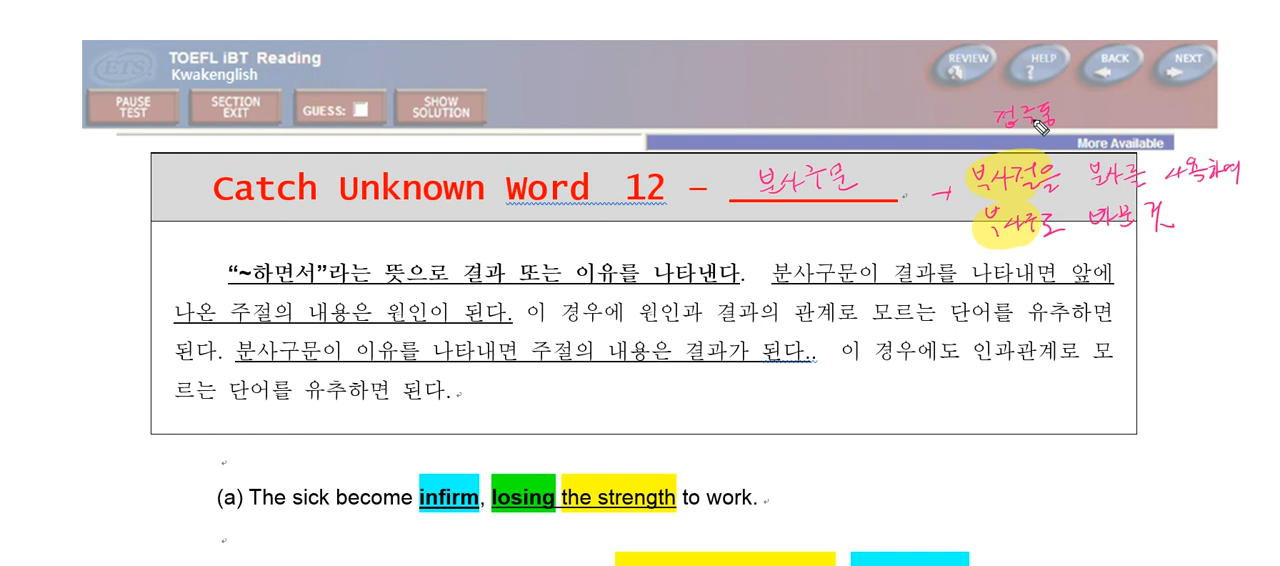 ETS
TOEFL iBT Reading
Kwakenglish
REVIEW
HELP
?
BACK
NEXT
PAUSE TEST
SECTION EXIT
GUESS:
SHOW SOLUTION
접주동
More Available
Catch Unknown Word 12 – 분사구문
→ 부사절을 분사를 사용하여
부사구로 바꾼 것
“~하면서”라는 뜻으로 결과 또는 이유를 나타낸다. 분사구문이 결과를 나타내면 앞에
나온 주절의 내용은 원인이 된다. 이 경우에 원인과 결과의 관계로 모르는 단어를 유추하면
된다. 분사구문이 이유를 나타내면 주절의 내용은 결과가 된다.. 이 경우에도 인과관계로 모
르는 단어를 유추하면 된다.
(a) The sick become infirm, losing the strength to work.